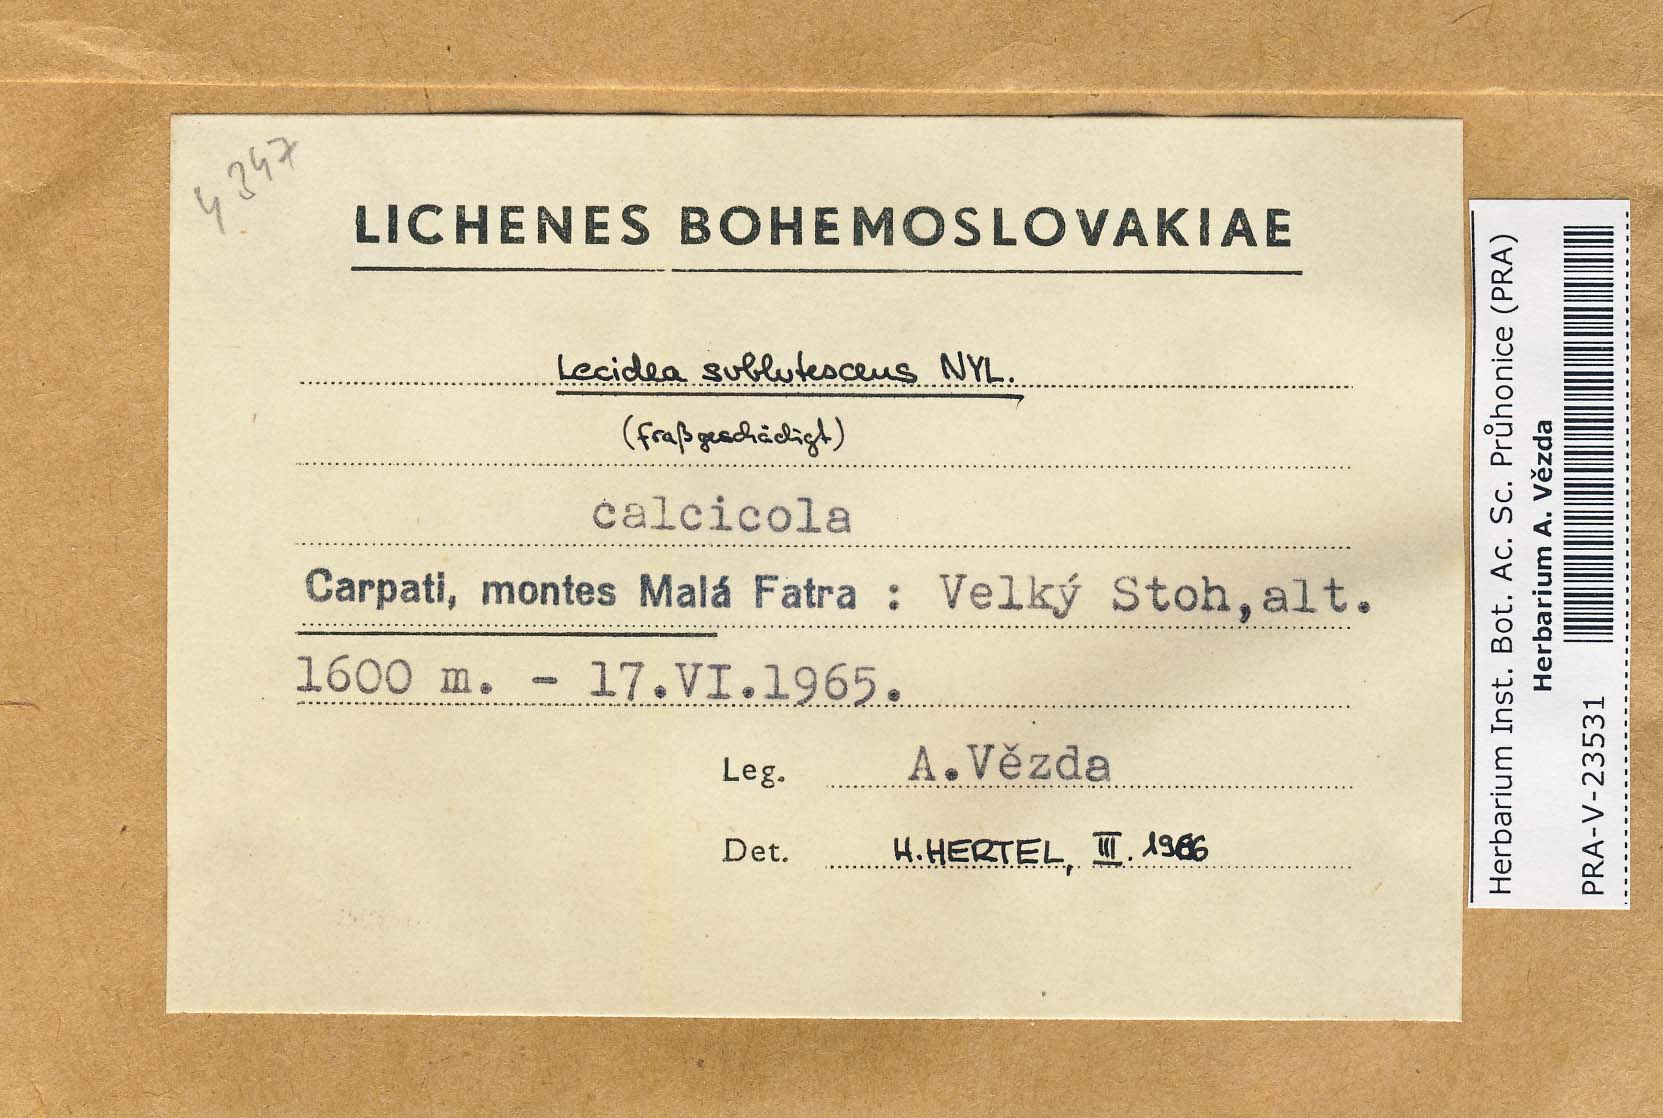 4347
LICHENES BOHEMOSLOVAKIAE
Lecidea sublutescens NYL.
(fraßgeschädigt)
calcicola
Carpati, montes Malá Fatra : Velký Stoh, alt.
1600 m. - 17.VI.1965.
Leg. A.Vězda
Det. H.HERTEL, III. 1966
Herbarium Inst. Bot. Ac. Sc. Průhonice (PRA)
Herbarium A. Vězda
PRA-V-23531